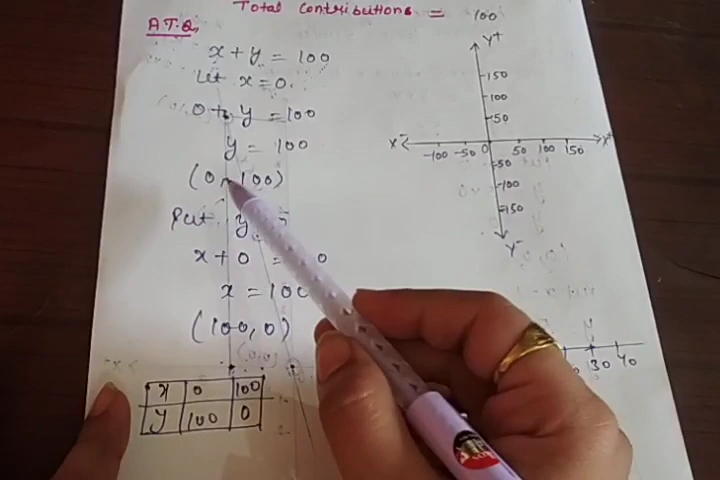 Total Contributions = 100
A.T.Q,
x + y = 100
Let x = 0.
0 + y = 100
y = 100
(0, 100)
Put y
x + 0 = 0
x = 100
(100, 0)
x 0 100
y 100 0
Y+
150
100
50
X- -100 -50 0 50 100 150 X+
-50
-100
-150
Y-
30 40